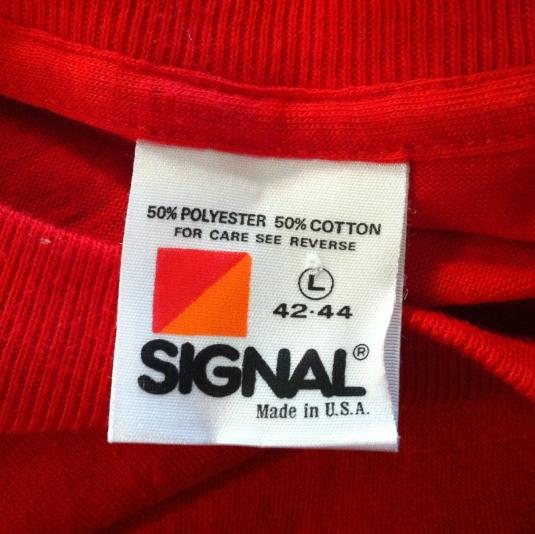 50% POLYESTER 50% COTTON
FOR CARE SEE REVERSE
L
42·44
SIGNAL®
Made in U.S.A.